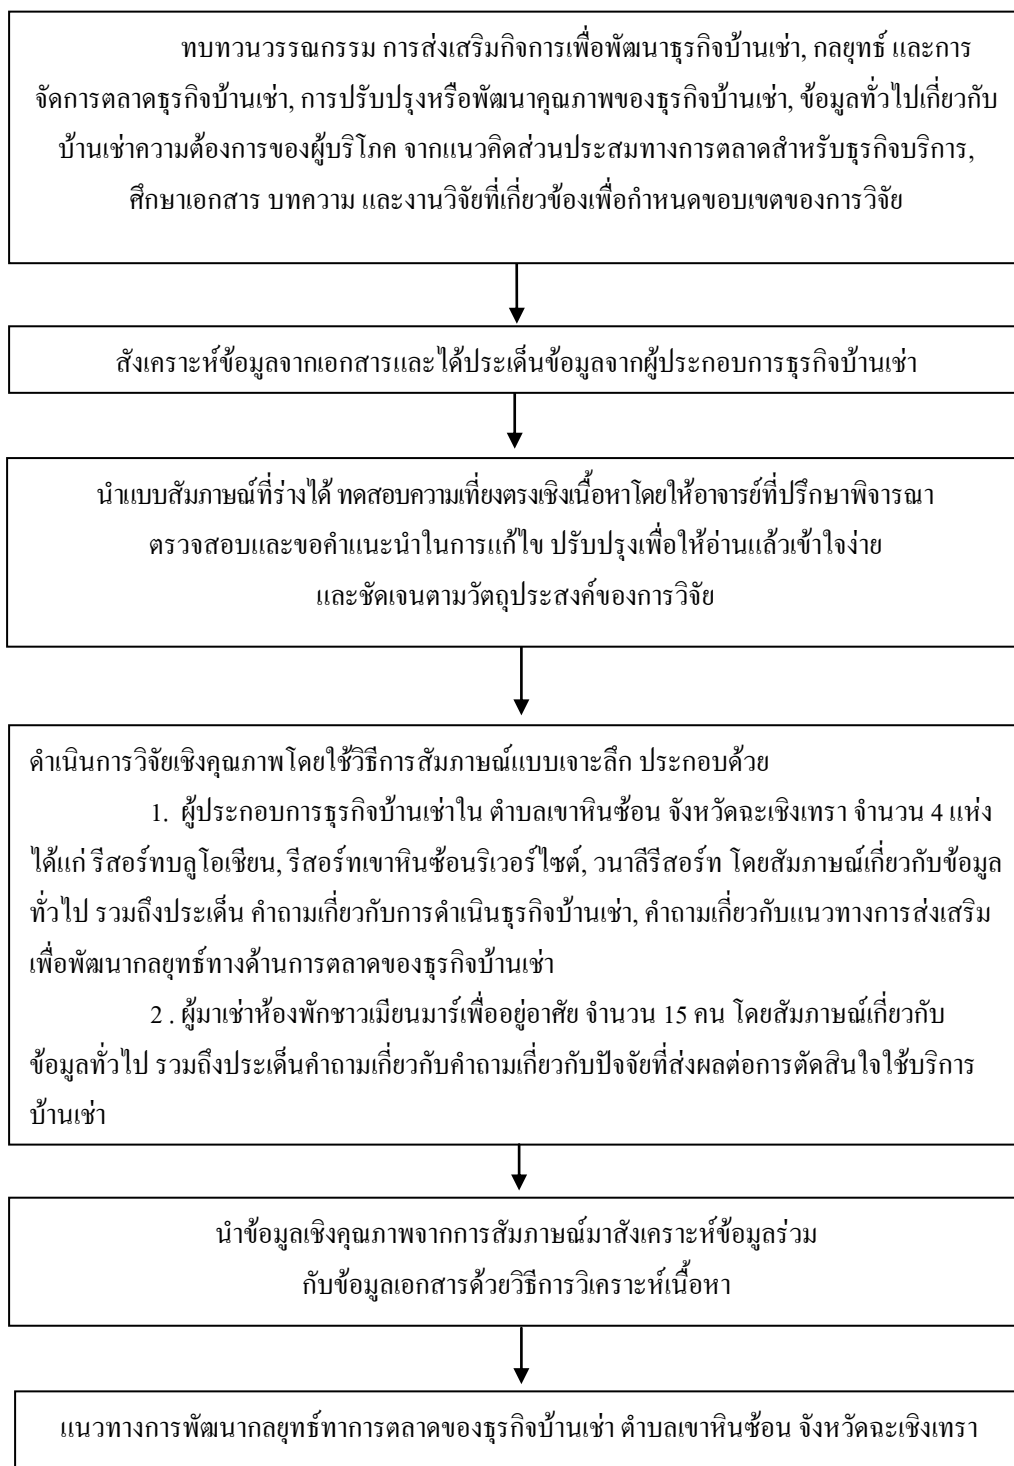 ทบทวนวรรณกรรม การส่งเสริมกิจการเพื่อพัฒนาธุรกิจบ้านเช่า, กลยุทธ์ และการ
จัดการตลาดธุรกิจบ้านเช่า, การปรับปรุงหรือพัฒนาคุณภาพของธุรกิจบ้านเช่า, ข้อมูลทั่วไปเกี่ยวกับ
บ้านเช่าความต้องการของผู้บริโภค จากแนวคิดส่วนประสมทางการตลาดสำหรับธุรกิจบริการ,
ศึกษาเอกสาร บทความ และงานวิจัยที่เกี่ยวข้องเพื่อกำหนดขอบเขตของการวิจัย
สังเคราะห์ข้อมูลจากเอกสารและได้ประเด็นข้อมูลจากผู้ประกอบการธุรกิจบ้านเช่า
นำแบบสัมภาษณ์ที่ร่างได้ ทดสอบความเที่ยงตรงเชิงเนื้อหาโดยให้อาจารย์ที่ปรึกษาพิจารณา
ตรวจสอบและขอคำแนะนำในการแก้ไข ปรับปรุงเพื่อให้อ่านแล้วเข้าใจง่าย
และชัดเจนตามวัตถุประสงค์ของการวิจัย
ดำเนินการวิจัยเชิงคุณภาพโดยใช้วิธีการสัมภาษณ์แบบเจาะลึก ประกอบด้วย
1. ผู้ประกอบการธุรกิจบ้านเช่าใน ตำบลเขาหินซ้อน จังหวัดฉะเชิงเทรา จำนวน 4 แห่ง
ได้แก่ รีสอร์ทบลูโอเชียน, รีสอร์ทเขาหินซ้อนริเวอร์ไซต์, วนาลีรีสอร์ท โดยสัมภาษณ์เกี่ยวกับข้อมูล
ทั่วไป รวมถึงประเด็น คำถามเกี่ยวกับการดำเนินธุรกิจบ้านเช่า, คำถามเกี่ยวกับแนวทางการส่งเสริม
เพื่อพัฒนากลยุทธ์ทางด้านการตลาดของธุรกิจบ้านเช่า
2 . ผู้มาเช่าห้องพักชาวเมียนมาร์เพื่ออยู่อาศัย จำนวน 15 คน โดยสัมภาษณ์เกี่ยวกับ
ข้อมูลทั่วไป รวมถึงประเด็นคำถามเกี่ยวกับคำถามเกี่ยวกับปัจจัยที่ส่งผลต่อการตัดสินใจใช้บริการ
บ้านเช่า
นำข้อมูลเชิงคุณภาพจากการสัมภาษณ์มาสังเคราะห์ข้อมูลร่วม
กับข้อมูลเอกสารด้วยวิธีการวิเคราะห์เนื้อหา
แนวทางการพัฒนากลยุทธ์ทาการตลาดของธุรกิจบ้านเช่า ตำบลเขาหินซ้อน จังหวัดฉะเชิงเทรา